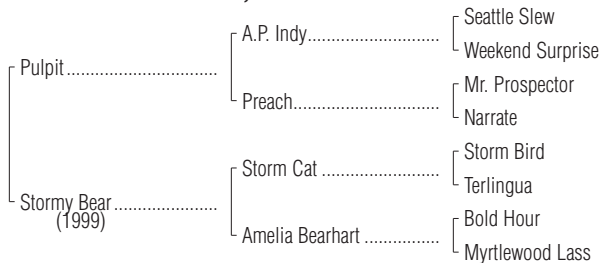 Seattle Slew
A.P. Indy....................................
Weekend Surprise
Pulpit..........................................
Mr. Prospector
Preach........................................
Narrate
Storm Bird
Storm Cat ..................................
Terlingua
Stormy Bear..............................
(1999)
Bold Hour
Amelia Bearhart .......................
Myrtlewood Lass